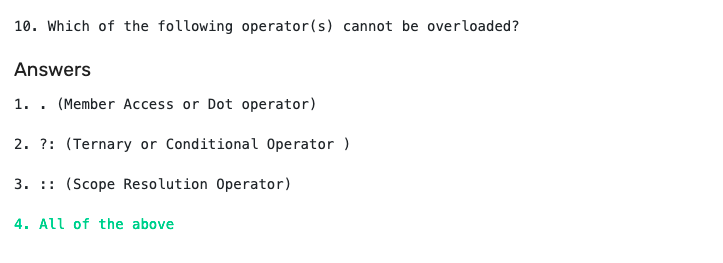 10. Which of the following operator(s) cannot be overloaded?
Answers
1. . (Member Access or Dot operator)
2. ?: (Ternary or Conditional Operator )
3. :: (Scope Resolution Operator)
4. All of the above